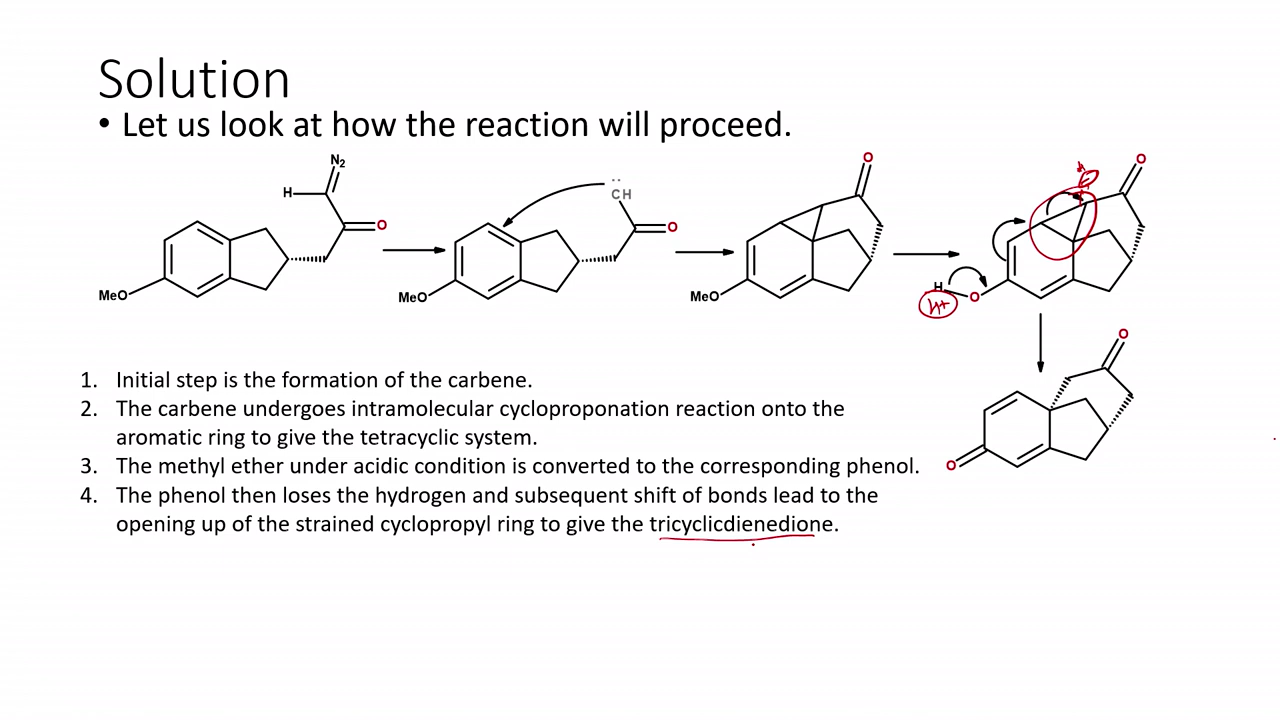 Solution
• Let us look at how the reaction will proceed.
N2
H
O
MeO
CH
O
MeO
O
MeO
O
H
O
H+
O
O
1. Initial step is the formation of the carbene.
2. The carbene undergoes intramolecular cycloproponation reaction onto the
aromatic ring to give the tetracyclic system.
3. The methyl ether under acidic condition is converted to the corresponding phenol.
4. The phenol then loses the hydrogen and subsequent shift of bonds lead to the
opening up of the strained cyclopropyl ring to give the tricyclicdienedione.